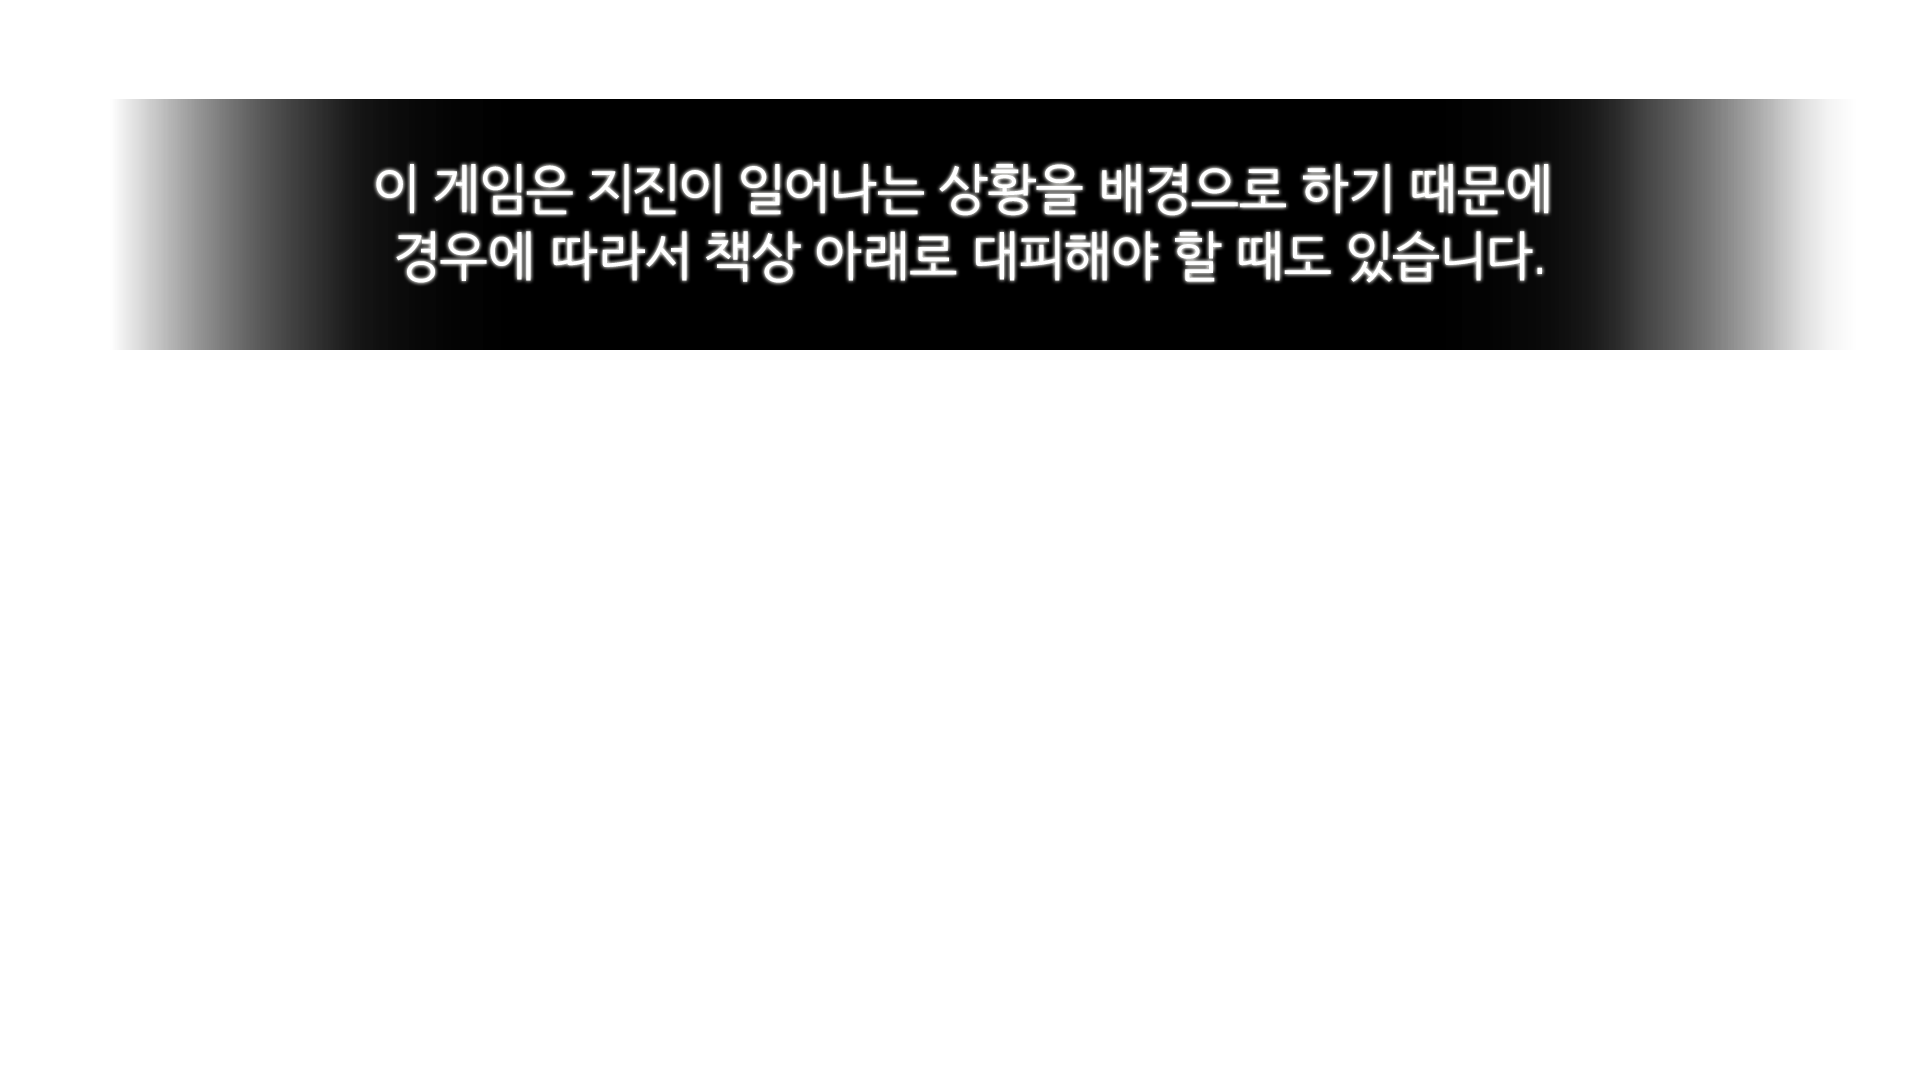 이 게임은 지진이 일어나는 상황을 배경으로 하기 때문에
경우에 따라서 책상 아래로 대피해야 할 때도 있습니다.